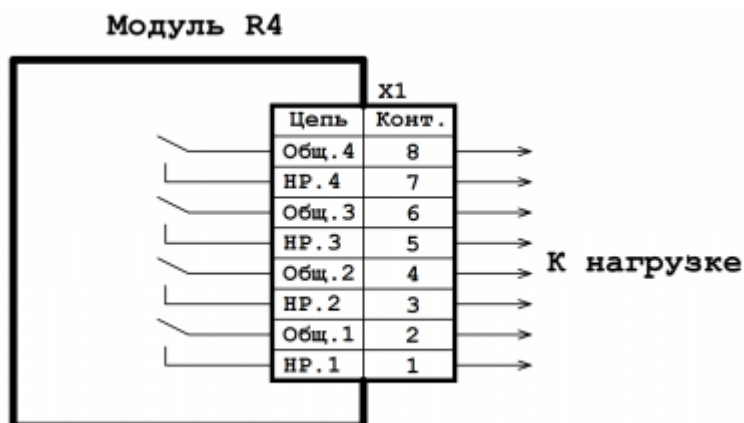 Модуль R4
X1
Цепь Конт.
Общ.4 8
НР.4 7
Общ.3 6
НР.3 5
К нагрузке
Общ.2 4
НР.2 3
Общ.1 2
НР.1 1